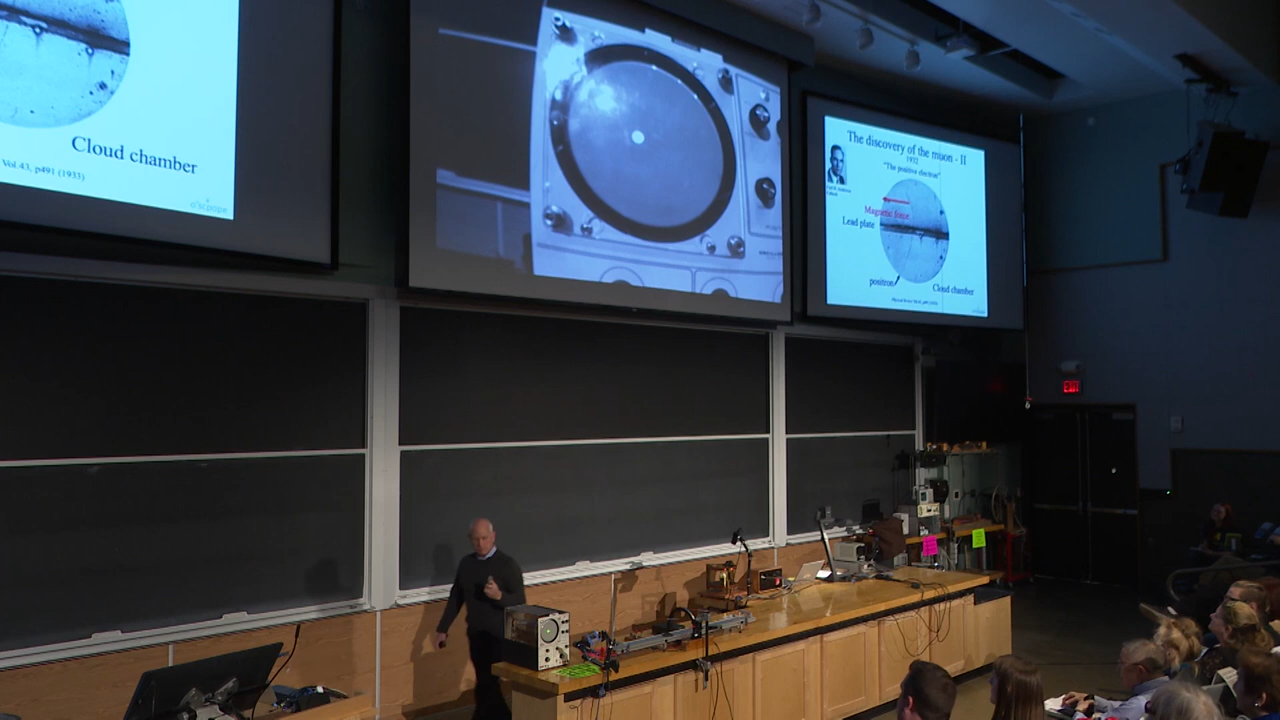 Cloud chamber
Vol.43, p491 (1933)
The discovery of the muon - II
1932
"The positive electron"
Magnetic force
Lead plate
positron
Cloud chamber
EXIT